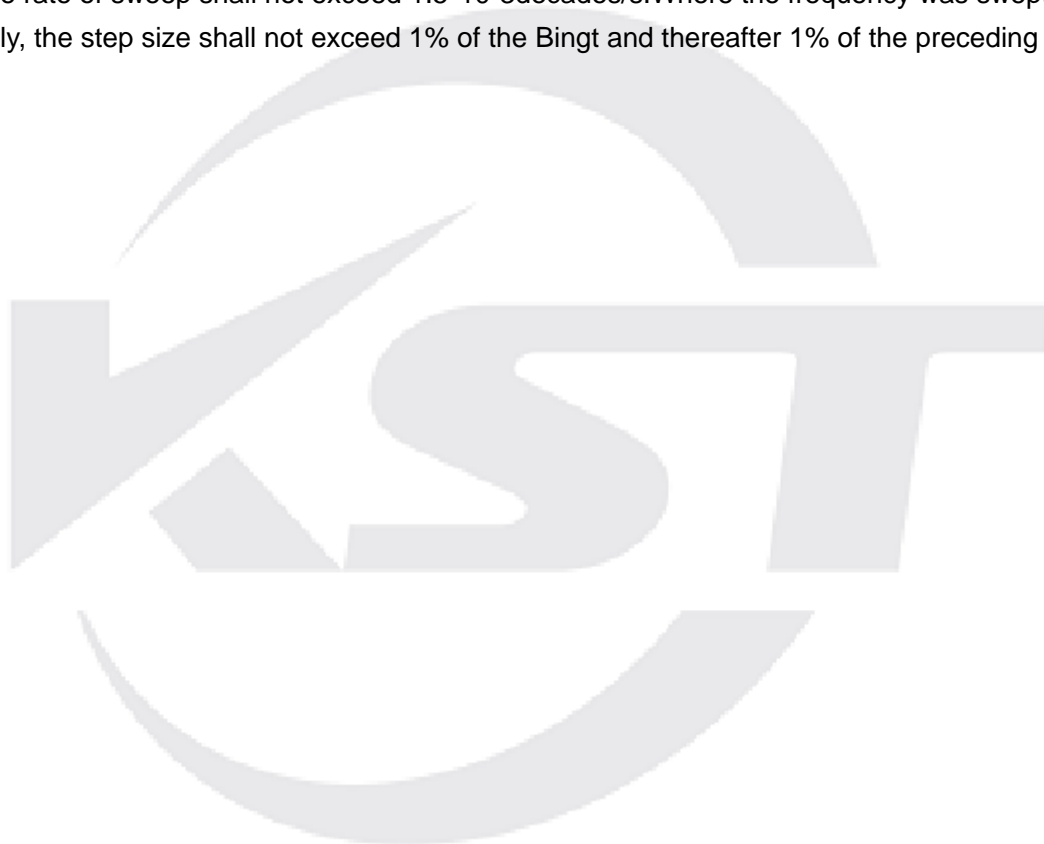 e rate of sweep shall not exceed 1.5*10-3decades/s.Where the frequency was swept
ly, the step size shall not exceed 1% of the Bingt and thereafter 1% of the preceding
KST